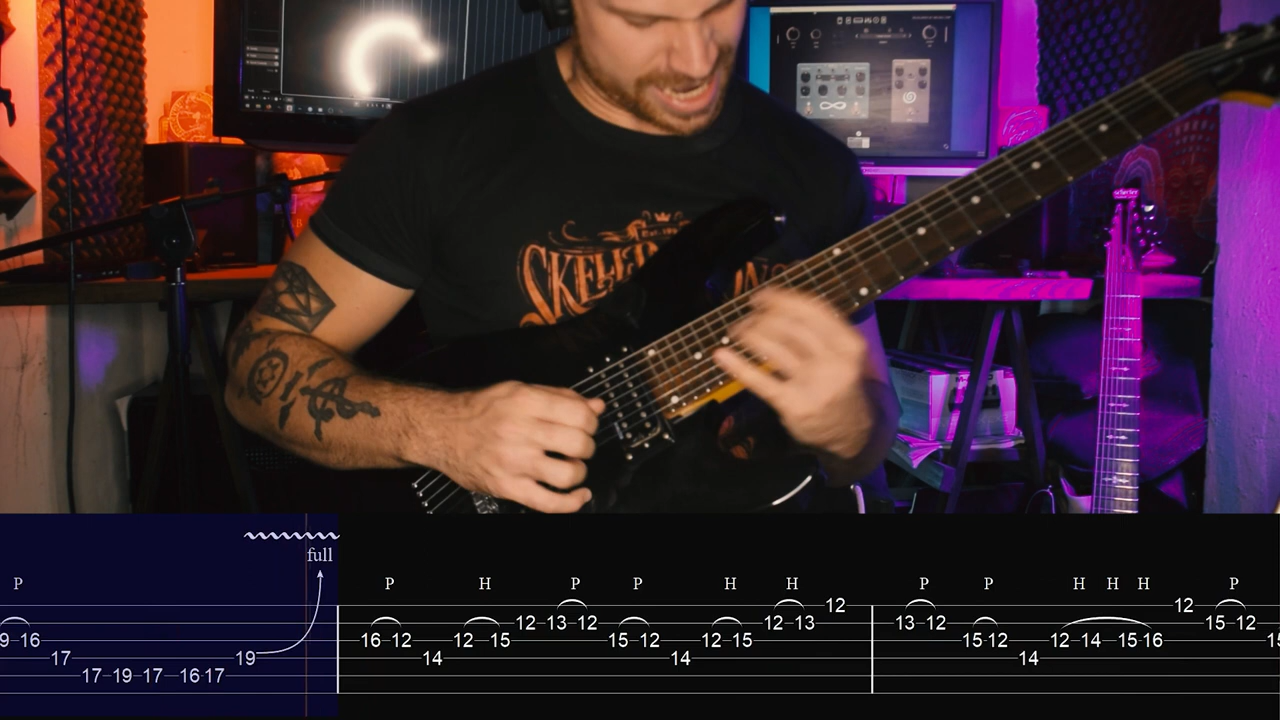 SKELL
full
P
P H P P H H P P H H H P
12 12
12 13 12 12 13 13 12 15 12
9 16 16 12 12 15 15 12 12 15 15 12 12 14 15 16 15
17 19 14 14 14
17 19 17 16 17